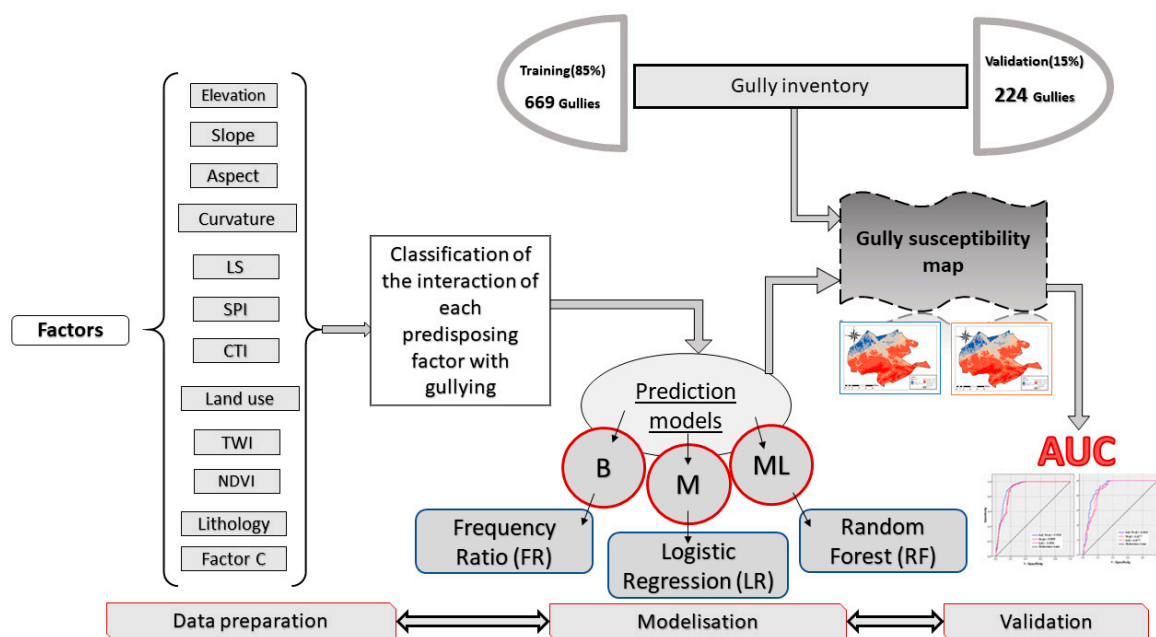 Training(85%)
669 Gullies
Gully inventory
Validation(15%)
224 Gullies
Factors
Elevation
Slope
Aspect
Curvature
LS
SPI
CTI
Land use
TWI
NDVI
Lithology
Factor C
Classification of
the interaction of
each
predisposing
factor with
gullying
Prediction
models
B
M
ML
Frequency
Ratio (FR)
Logistic
Regression (LR)
Random
Forest (RF)
Gully susceptibility
map
AUC
Data preparation
Modelisation
Validation